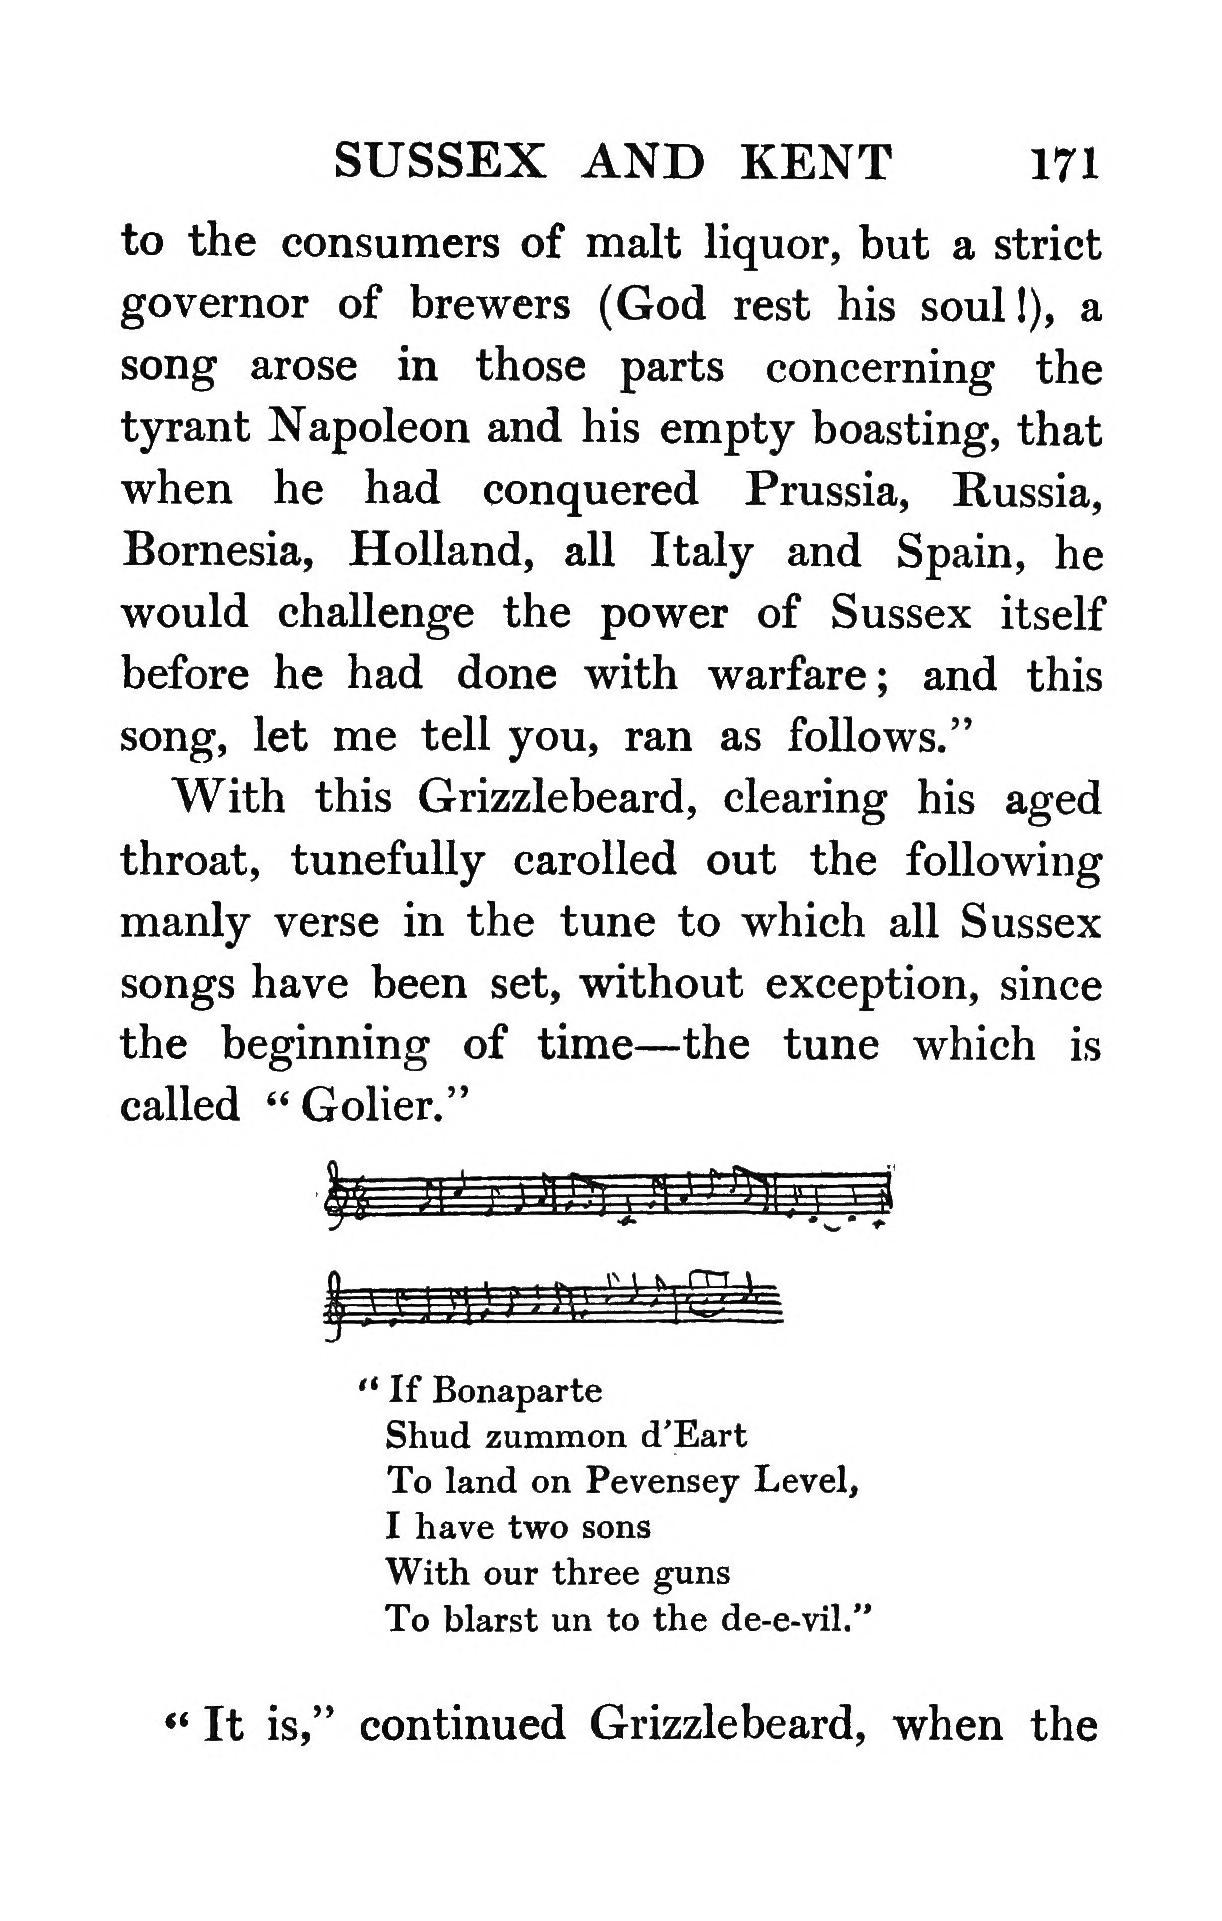 SUSSEX AND KENT 171
to the consumers of malt liquor, but a strict
governor of brewers (God rest his soul!), a
song arose in those parts concerning the
tyrant Napoleon and his empty boasting, that
when he had conquered Prussia, Russia,
Bornesia, Holland, all Italy and Spain, he
would challenge the power of Sussex itself
before he had done with warfare; and this
song, let me tell you, ran as follows.”
With this Grizzlebeard, clearing his aged
throat, tunefully carolled out the following
manly verse in the tune to which all Sussex
songs have been set, without exception, since
the beginning of time—the tune which is
called “Golier.”
“If Bonaparte
Shud zummon d’Eart
To land on Pevensey Level,
I have two sons
With our three guns
To blarst un to the de-e-vil.”
“It is,” continued Grizzlebeard, when the